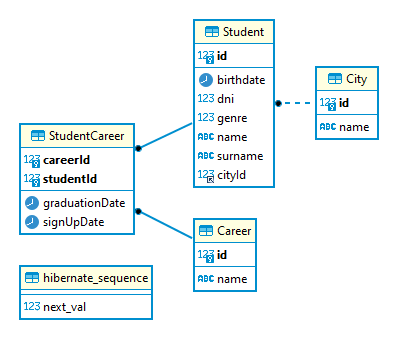 Student
123 id
birthdate
123 dni
123 genre
ABC name
ABC surname
123 cityId
City
123 id
ABC name
StudentCareer
123 careerId
123 studentId
graduationDate
signUpDate
Career
123 id
ABC name
hibernate_sequence
123 next_val